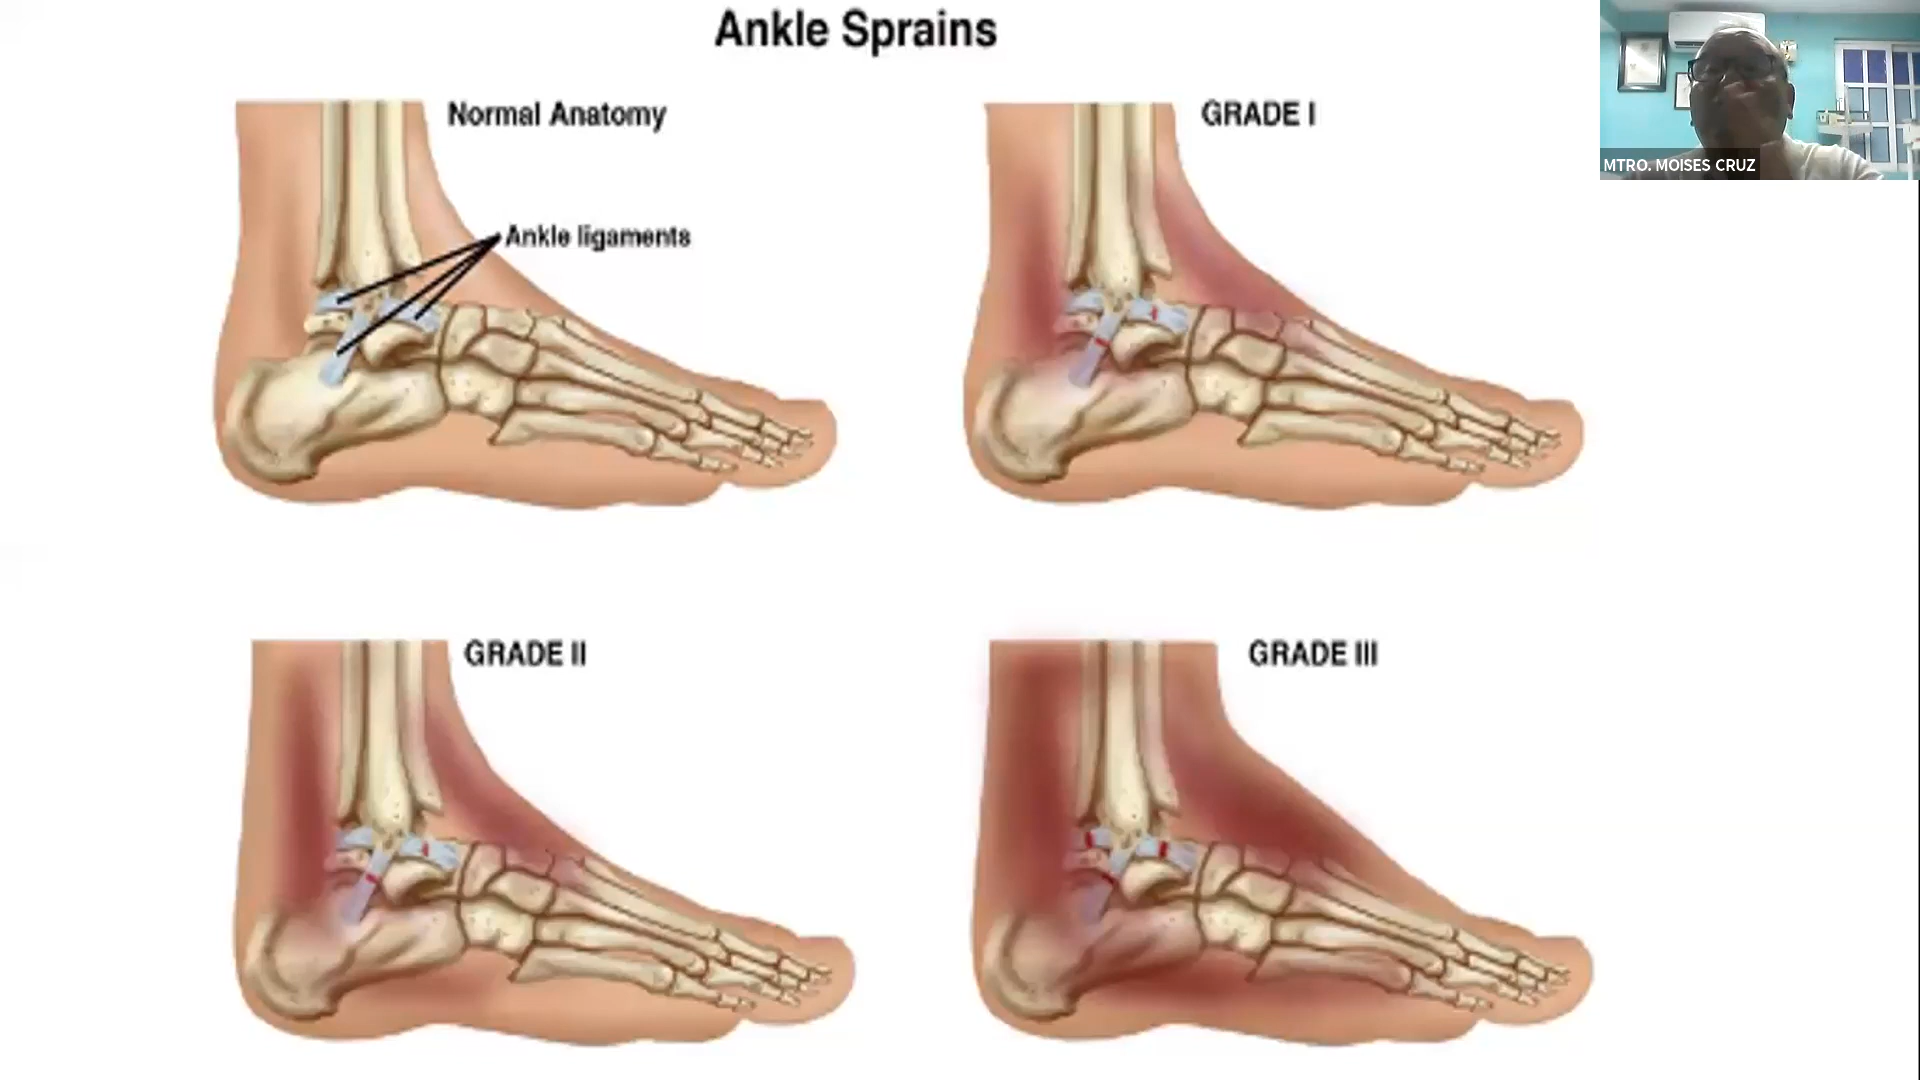 Ankle Sprains
Normal Anatomy
GRADE I
MTRO. MOISES CRUZ
Ankle ligaments
GRADE II
GRADE III